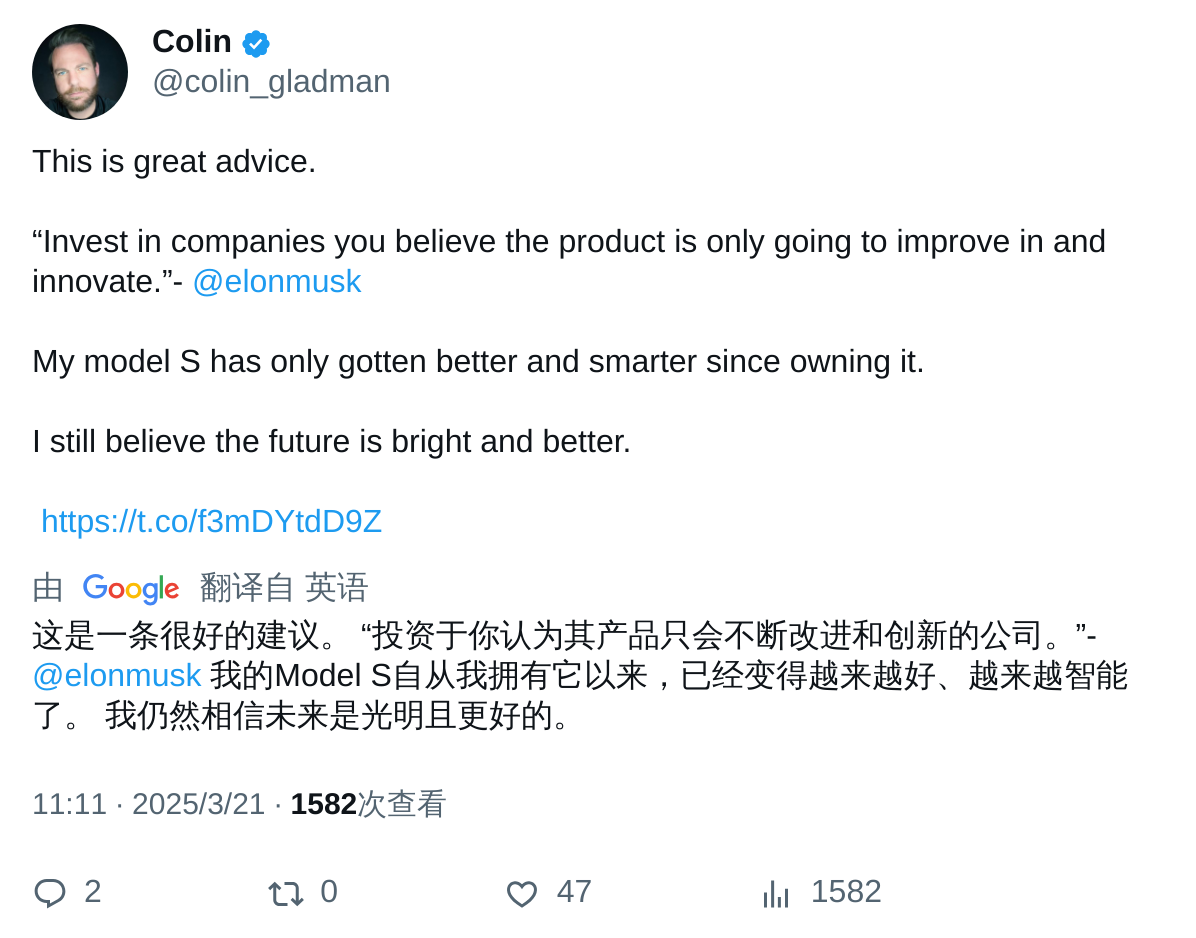 Colin
@colin_gladman
This is great advice.
“Invest in companies you believe the product is only going to improve in and
innovate.”- @elonmusk
My model S has only gotten better and smarter since owning it.
I still believe the future is bright and better.
https://t.co/f3mDYtdD9Z
由 Google 翻译自 英语
这是一条很好的建议。 “投资于你认为其产品只会不断改进和创新的公司。”-
@elonmusk 我的Model S自从我拥有它以来，已经变得越来越好、越来越智能
了。 我仍然相信未来是光明且更好的。
11:11 · 2025/3/21 · 1582次查看
2 0 47 1582